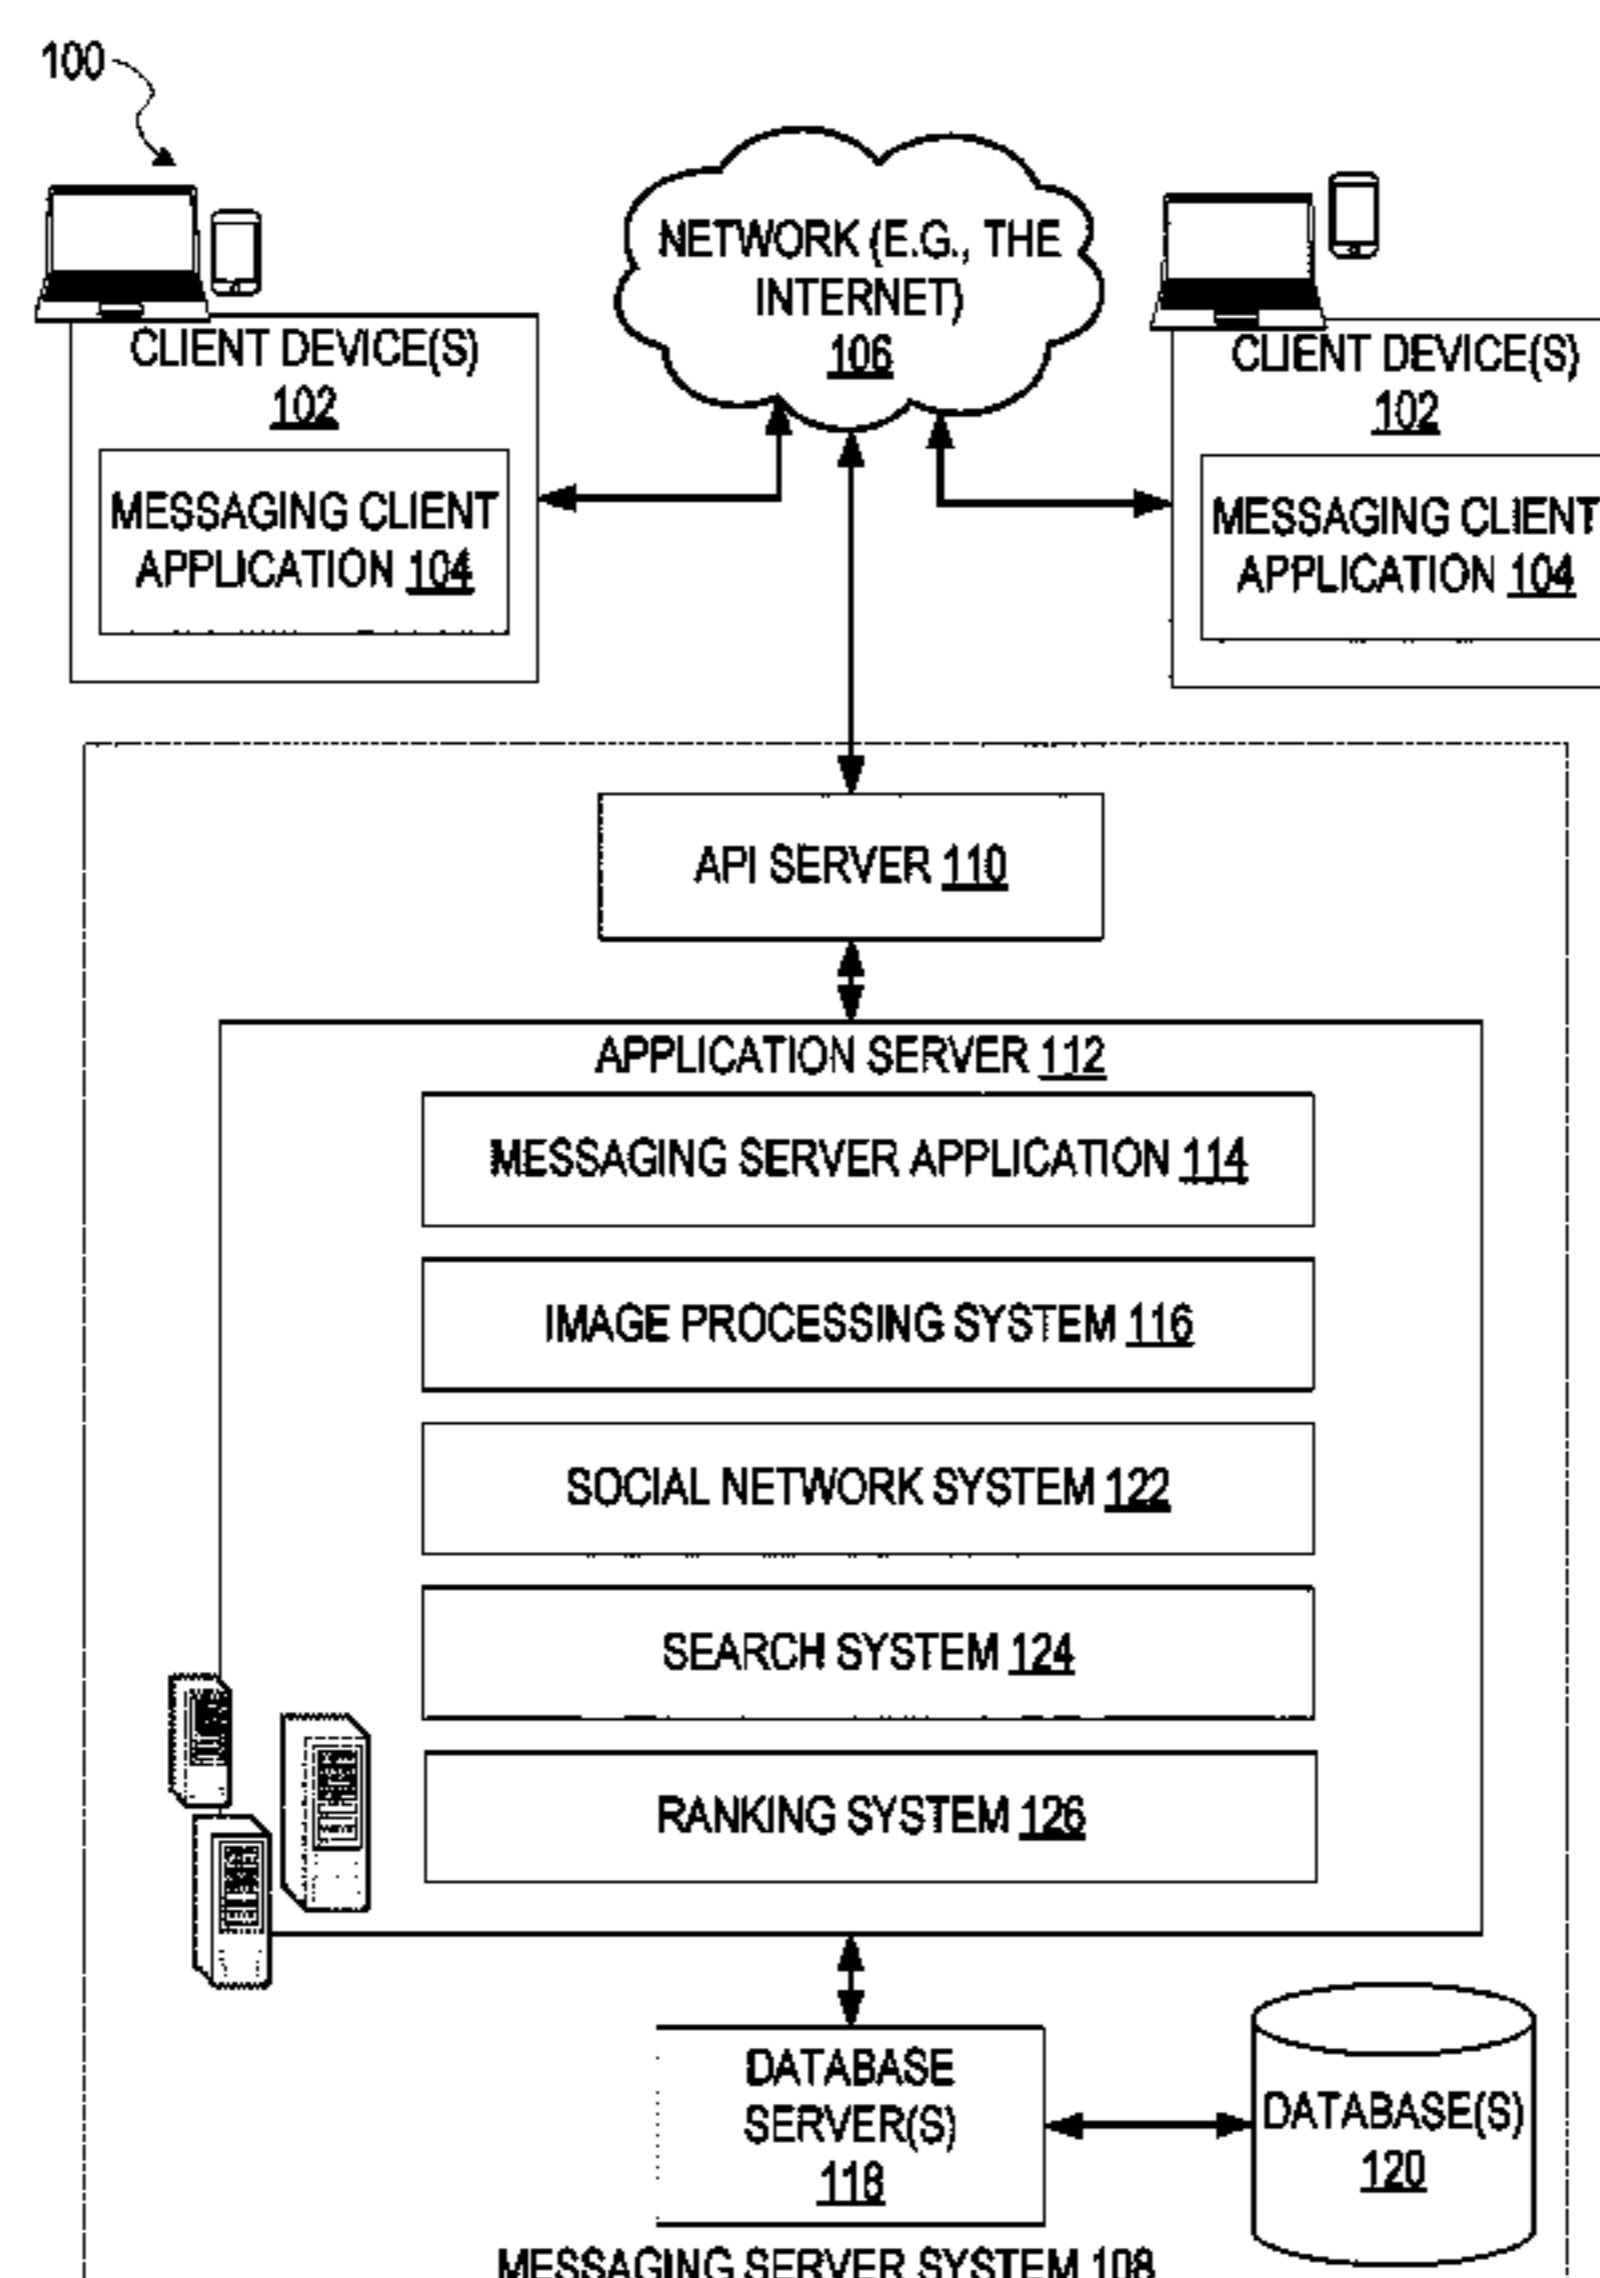 100
NETWORK (E.G., THE
INTERNET)
106
CLIENT DEVICE(S)
102
MESSAGING CLIENT
APPLICATION 104
CLIENT DEVICE(S)
102
MESSAGING CLIENT
APPLICATION 104
API SERVER 110
APPLICATION SERVER 112
MESSAGING SERVER APPLICATION 114
IMAGE PROCESSING SYSTEM 116
SOCIAL NETWORK SYSTEM 122
SEARCH SYSTEM 124
RANKING SYSTEM 126
DATABASE
SERVER(S)
118
DATABASE(S)
120
MESSAGING SERVER SYSTEM 108